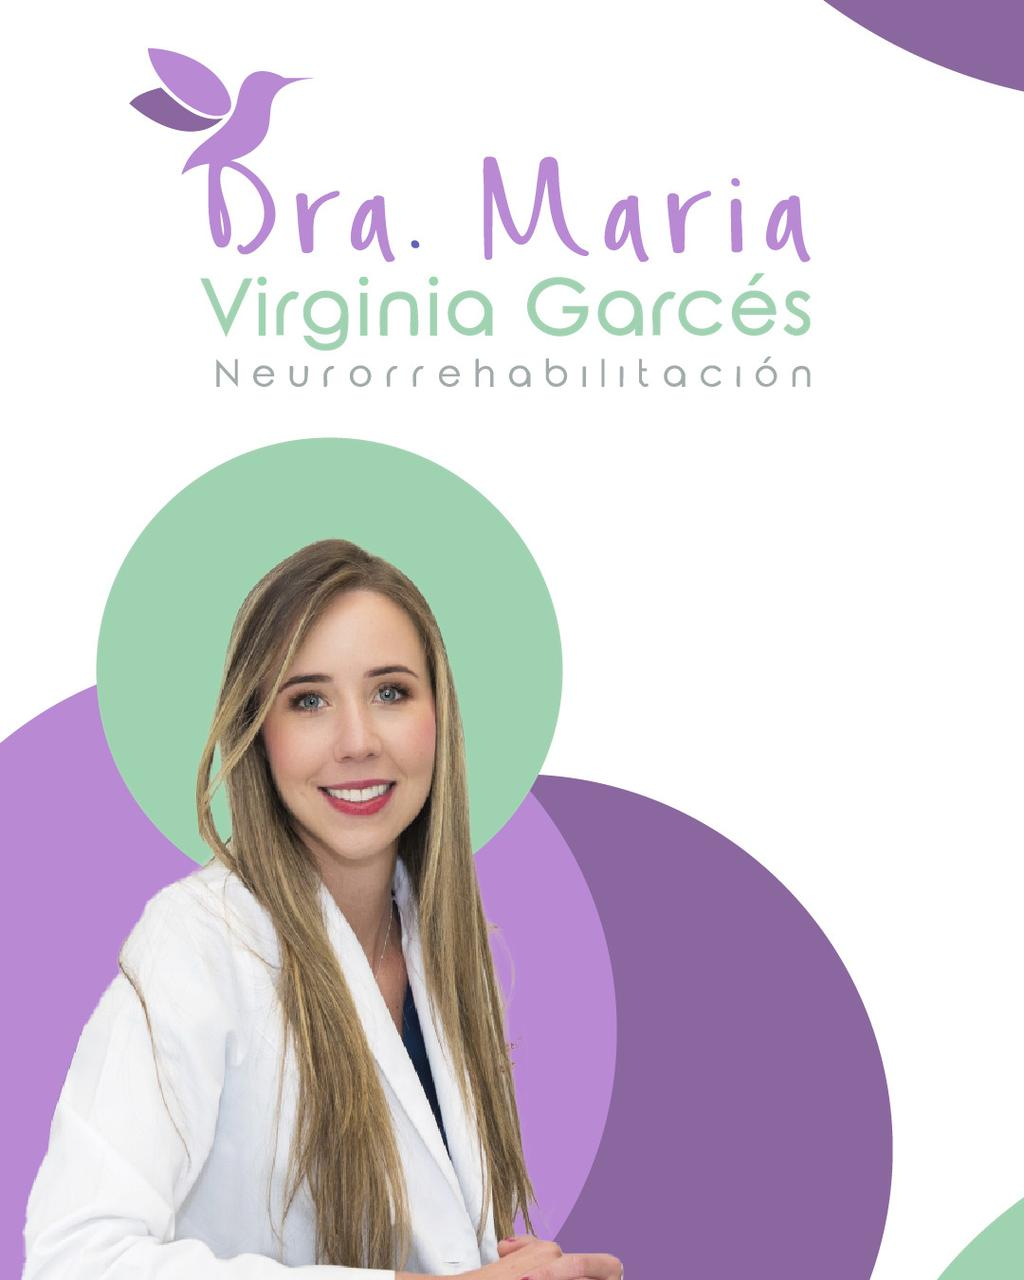 Dra. Maria
Virginia Garcés
Neurorrehabilitación